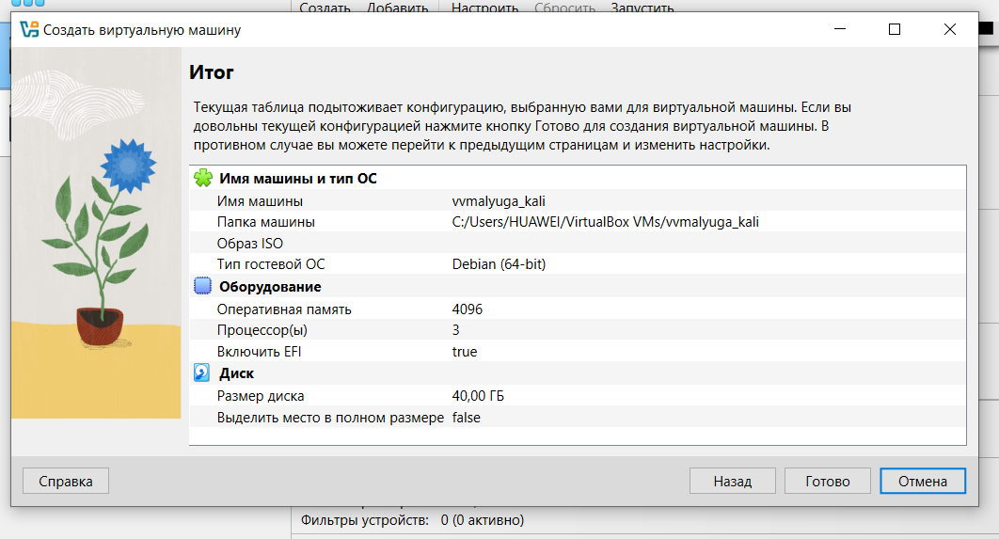 Создать Добавить Настроить Сбросить Запустить
Создать виртуальную машину
Итог
Текущая таблица подытоживает конфигурацию, выбранную вами для виртуальной машины. Если вы
довольны текущей конфигурацией нажмите кнопку Готово для создания виртуальной машины. В
противном случае вы можете перейти к предыдущим страницам и изменить настройки.
Имя машины и тип ОС
Имя машины vvmalyuga_kali
Папка машины C:/Users/HUAWEI/VirtualBox VMs/vvmalyuga_kali
Образ ISO
Тип гостевой ОС Debian (64-bit)
Оборудование
Оперативная память 4096
Процессор(ы) 3
Включить EFI true
Диск
Размер диска 40,00 ГБ
Выделить место в полном размере false
Справка Назад Готово Отмена
Фильтры устройств: 0 (0 активно)